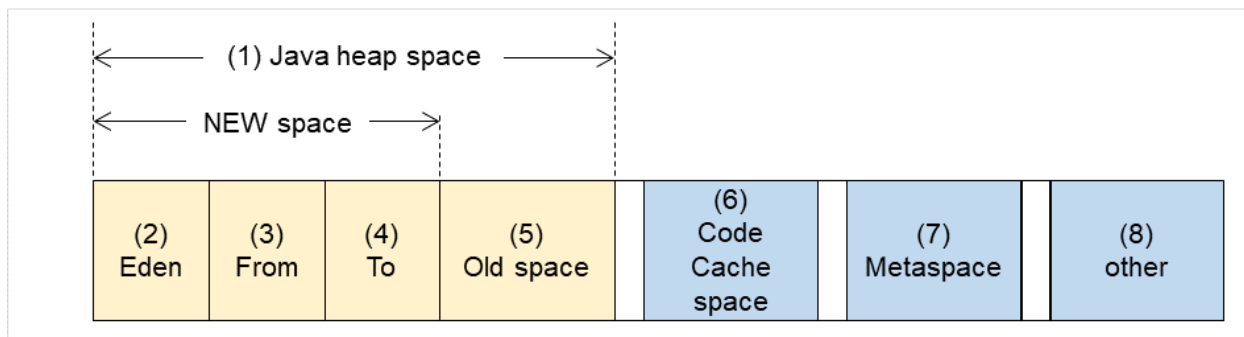 (1) Java heap space
NEW space
(2)
Eden
(3)
From
(4)
To
(5)
Old space
(6)
Code
Cache
space
(7)
Metaspace
(8)
other